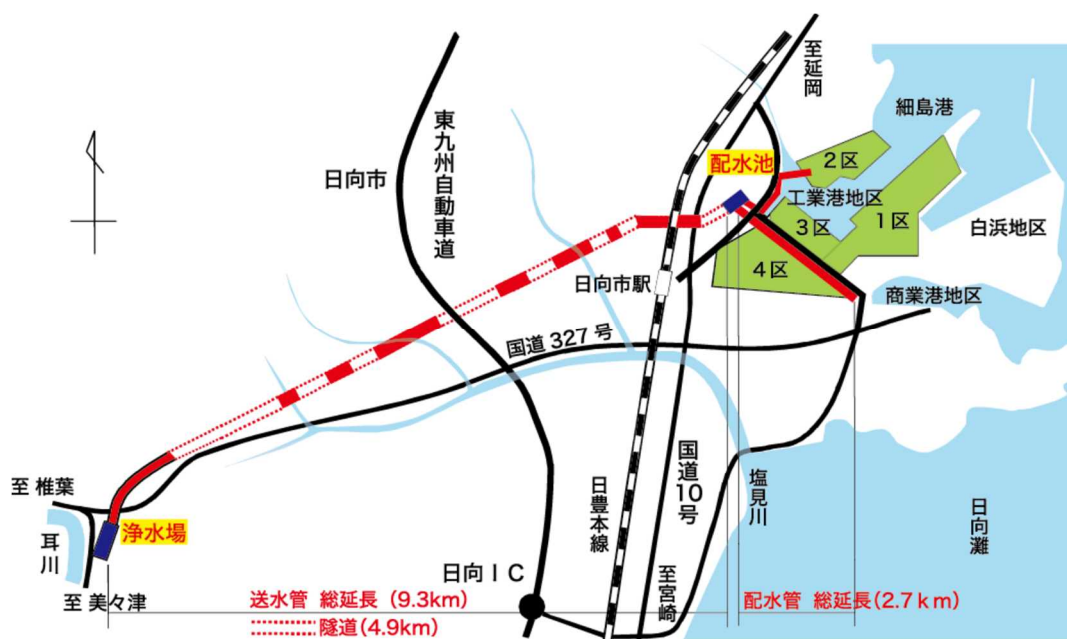 至延岡
細島港
東九州自動車道
日向市
配水池
2区
工業港地区
1区
3区
白浜地区
4区
日向市駅
商業港地区
国道327号
至 椎葉
浄水場
耳川
至 美々津
日向IC
日豊本線
国道10号
至宮崎
塩見川
日向灘
送水管 総延長(9.3km)
隧道(4.9km)
配水管 総延長(2.7km)